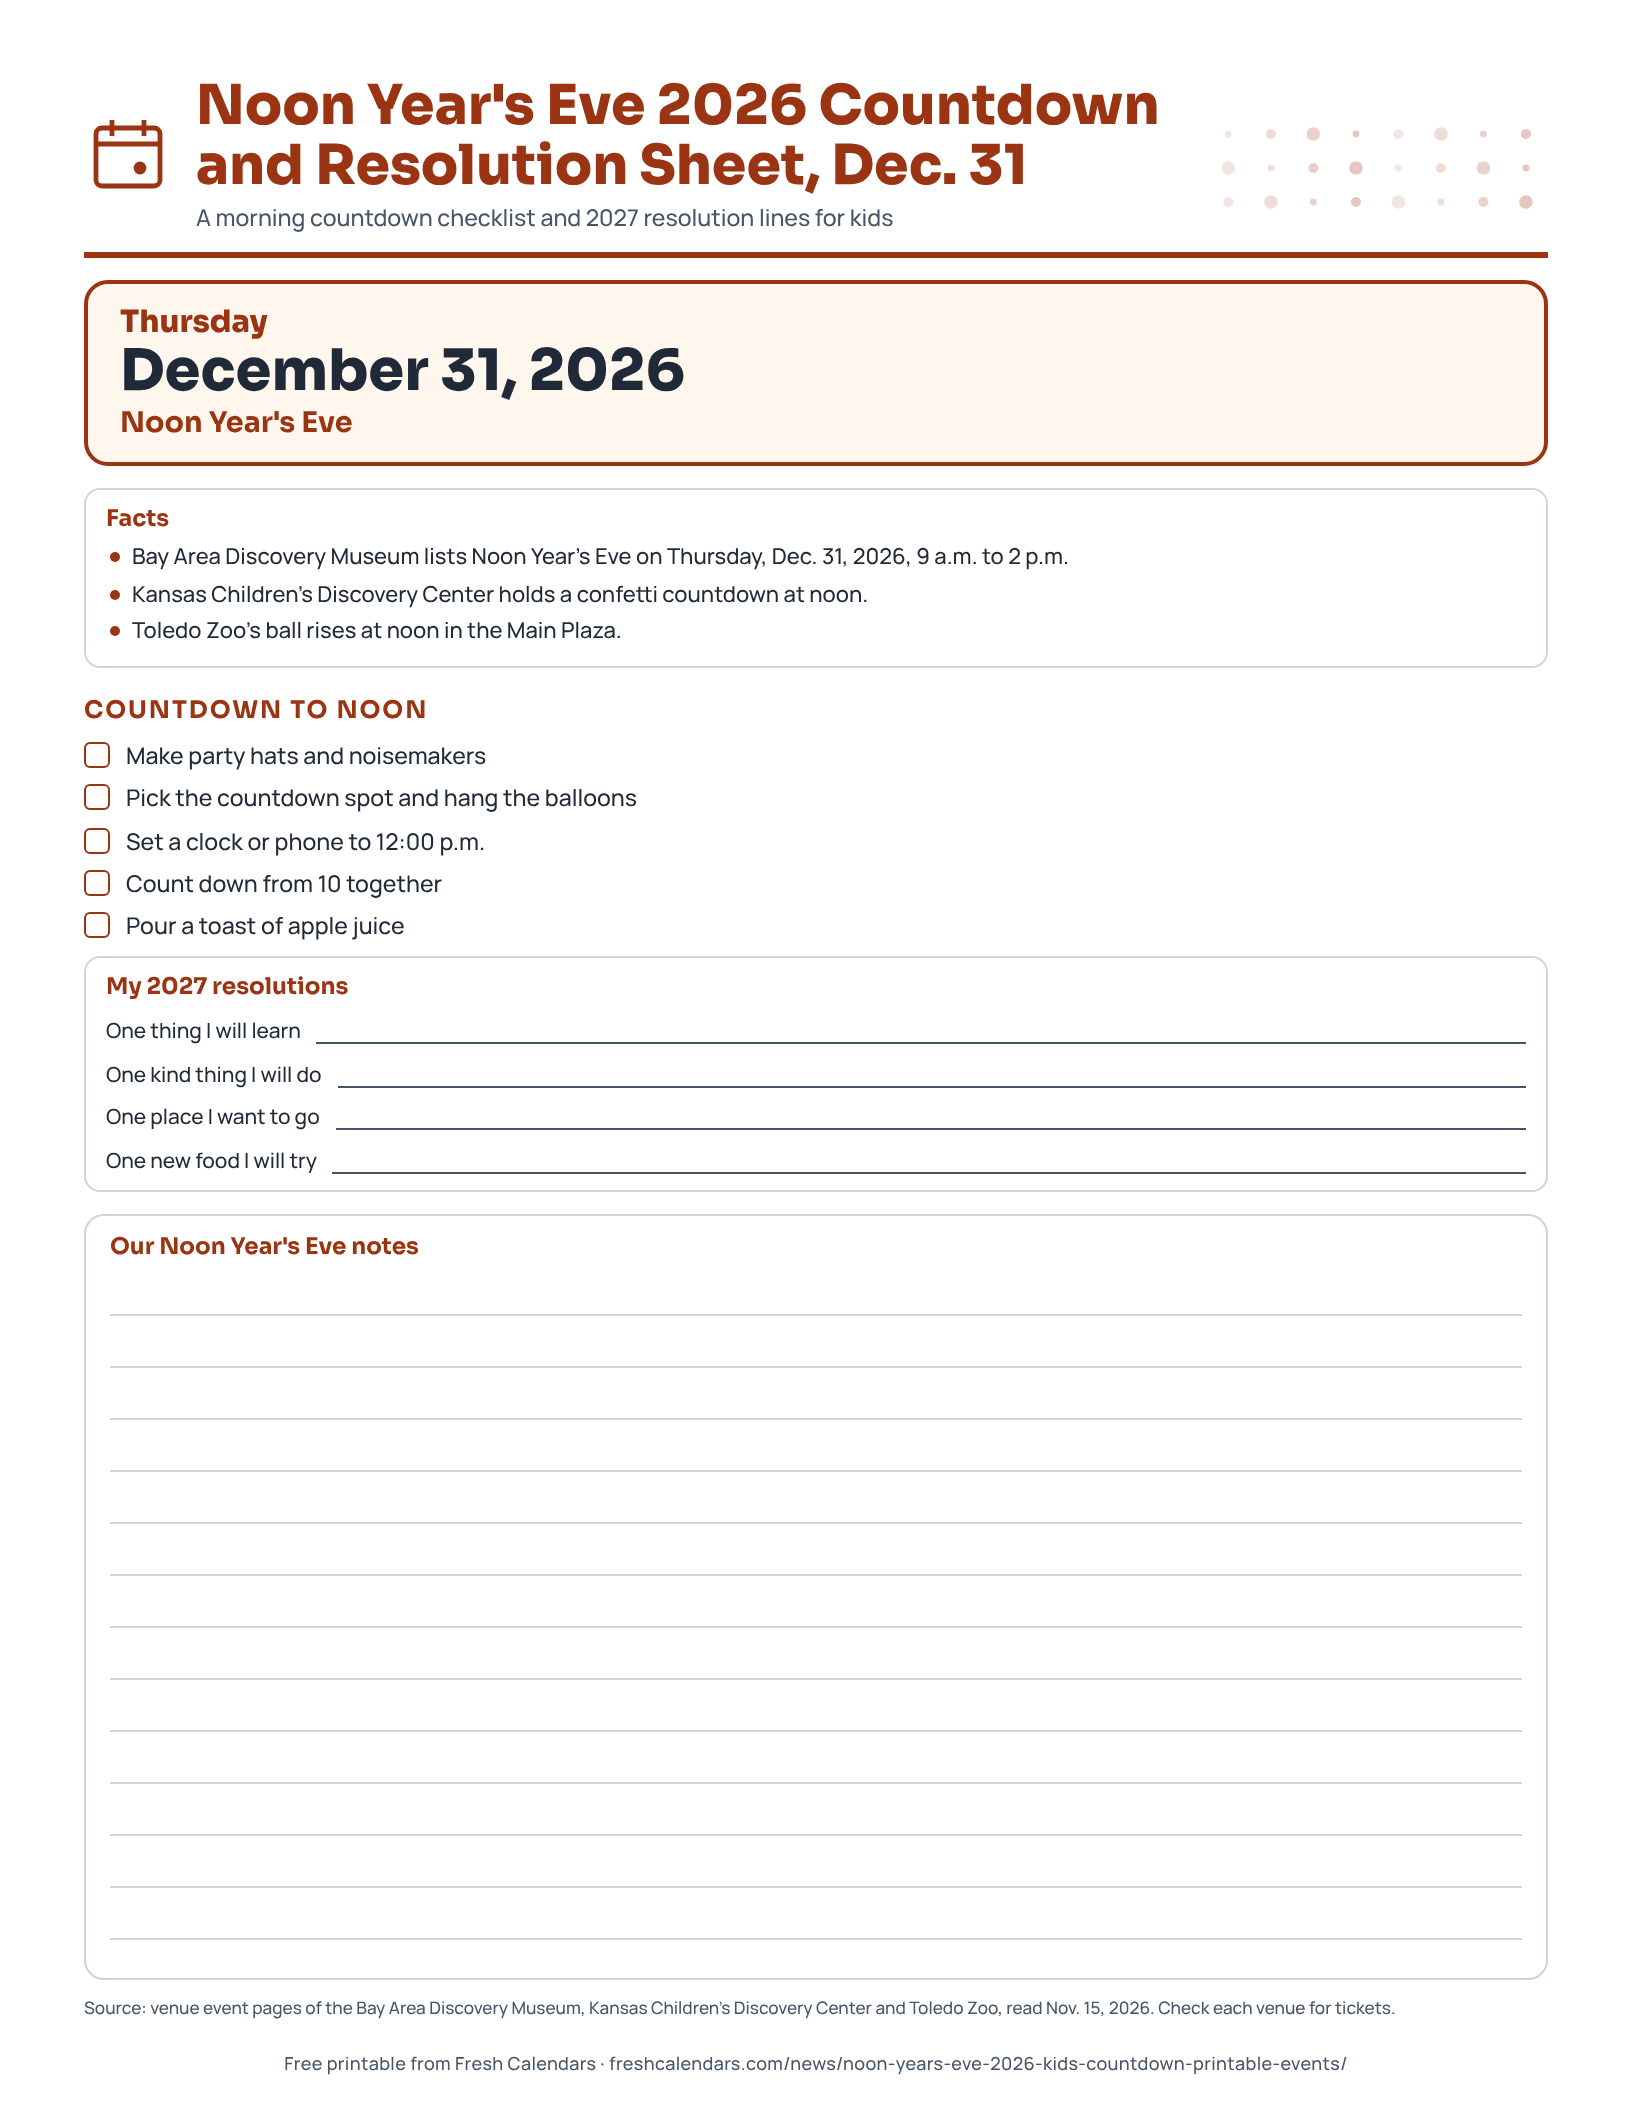 Noon Year's Eve 2026 Countdown
and Resolution Sheet, Dec. 31
A morning countdown checklist and 2027 resolution lines for kids
Thursday
December 31, 2026
Noon Year's Eve
Facts
Bay Area Discovery Museum lists Noon Year’s Eve on Thursday, Dec. 31, 2026, 9 a.m. to 2 p.m.
Kansas Children’s Discovery Center holds a confetti countdown at noon.
Toledo Zoo’s ball rises at noon in the Main Plaza.
COUNTDOWN TO NOON
Make party hats and noisemakers
Pick the countdown spot and hang the balloons
Set a clock or phone to 12:00 p.m.
Count down from 10 together
Pour a toast of apple juice
My 2027 resolutions
One thing I will learn
One kind thing I will do
One place I want to go
One new food I will try
Our Noon Year's Eve notes
Source: venue event pages of the Bay Area Discovery Museum, Kansas Children’s Discovery Center and Toledo Zoo, read Nov. 15, 2026. Check each venue for tickets.
Free printable from Fresh Calendars · freshcalendars.com/news/noon-years-eve-2026-kids-countdown-printable-events/